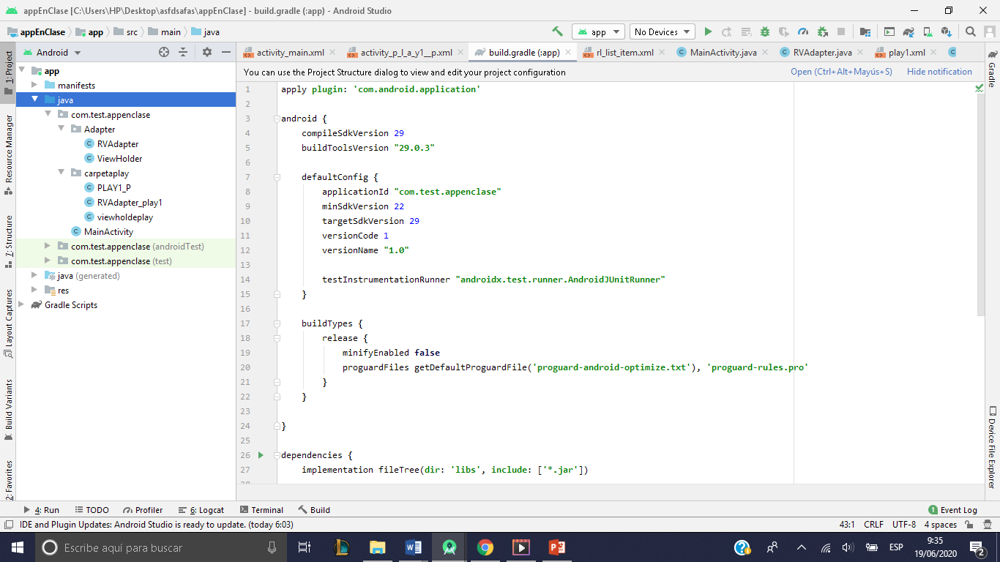 appEnClase [C:\Users\HP\Desktop\asfdsafas\appEnClase] - build.gradle (:app) - Android Studio
appEnClase app src main java app No Devices
1: Project
Resource Manager
7: Structure
Layout Captures
Build Variants
2: Favorites
Android
app
manifests
java
com.test.appenclase
Adapter
RVAdapter
ViewHolder
carpetaplay
PLAY1_P
RVAdapter_play1
viewholdeplay
MainActivity
com.test.appenclase (androidTest)
com.test.appenclase (test)
java (generated)
res
Gradle Scripts
activity_main.xml activity_p_l_a_y1__p.xml build.gradle (:app) rl_list_item.xml MainActivity.java RVAdapter.java play1.xml
You can use the Project Structure dialog to view and edit your project configuration Open (Ctrl+Alt+Mayús+S) Hide notification
1 apply plugin: 'com.android.application'
2
3 android {
4 compileSdkVersion 29
5 buildToolsVersion "29.0.3"
6
7 defaultConfig {
8 applicationId "com.test.appenclase"
9 minSdkVersion 22
10 targetSdkVersion 29
11 versionCode 1
12 versionName "1.0"
13
14 testInstrumentationRunner "androidx.test.runner.AndroidJUnitRunner"
15 }
16
17 buildTypes {
18 release {
19 minifyEnabled false
20 proguardFiles getDefaultProguardFile('proguard-android-optimize.txt'), 'proguard-rules.pro'
21 }
22 }
23
24 }
25
26 dependencies {
27 implementation fileTree(dir: 'libs', include: ['*.jar'])
Gradle
Device File Explorer
4: Run TODO Profiler 6: Logcat Terminal Build 1 Event Log
IDE and Plugin Updates: Android Studio is ready to update. (today 6:03) 43:1 CRLF UTF-8 4 spaces
Escribe aquí para buscar
ESP
9:35
19/06/2020
2